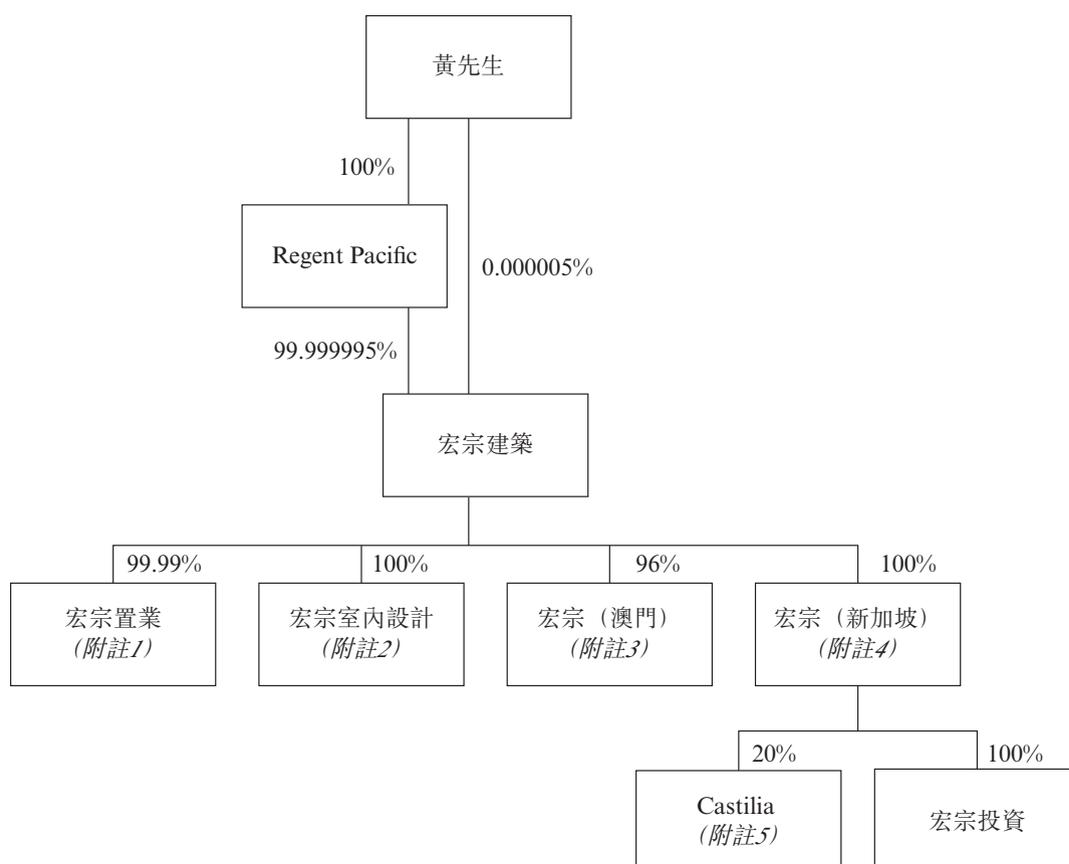 黃先生
100%
Regent Pacific
0.000005%
99.999995%
宏宗建築
99.99%
100%
96%
100%
宏宗置業
(附註1)
宏宗室內設計
(附註2)
宏宗（澳門）
(附註3)
宏宗（新加坡）
(附註4)
20%
100%
Castilia
(附註5)
宏宗投資